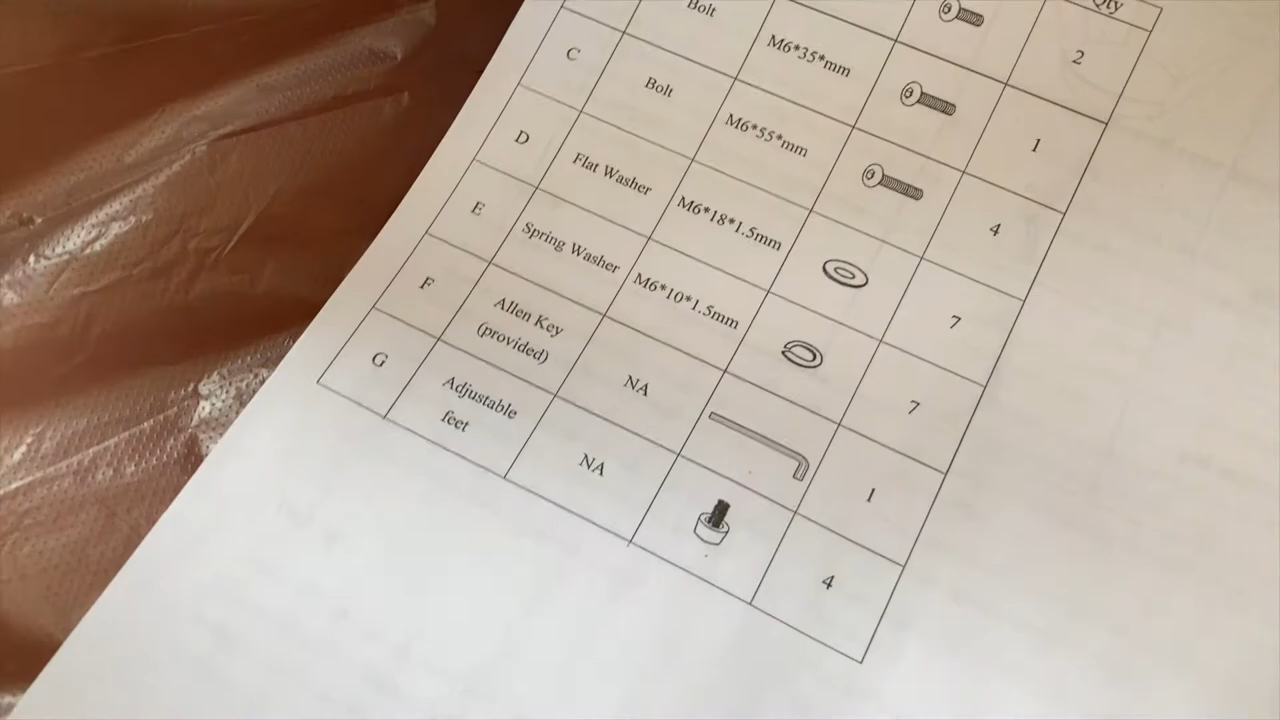 Qty
2
Bolt
M6*35*mm
1
C
Bolt
M6*55*mm
4
D
Flat Washer
M6*18*1.5mm
7
E
Spring Washer
M6*10*1.5mm
7
F
Allen Key
(provided)
NA
1
G
Adjustable
feet
NA
4